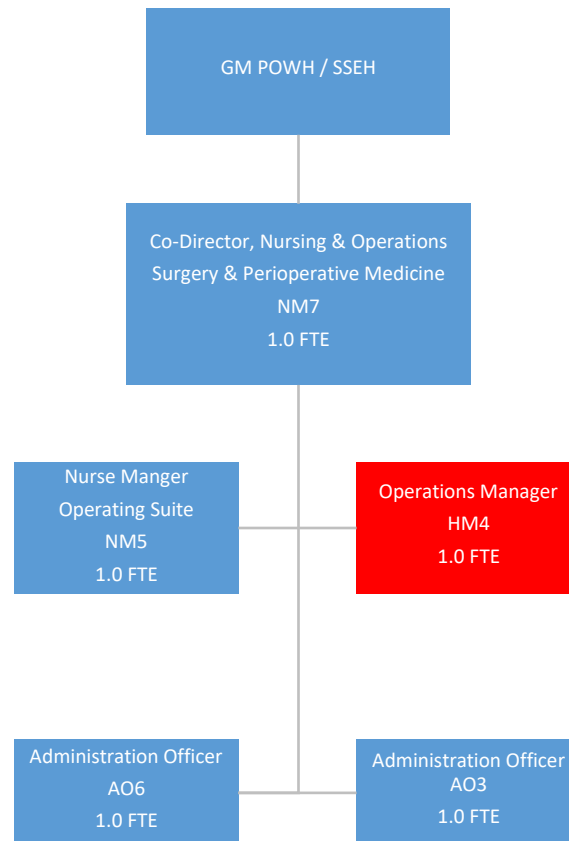 GM POWH / SSEH
Co-Director, Nursing & Operations
Surgery & Perioperative Medicine
NM7
1.0 FTE
Nurse Manger
Operating Suite
NM5
1.0 FTE
Operations Manager
HM4
1.0 FTE
Administration Officer
AO6
1.0 FTE
Administration Officer
AO3
1.0 FTE